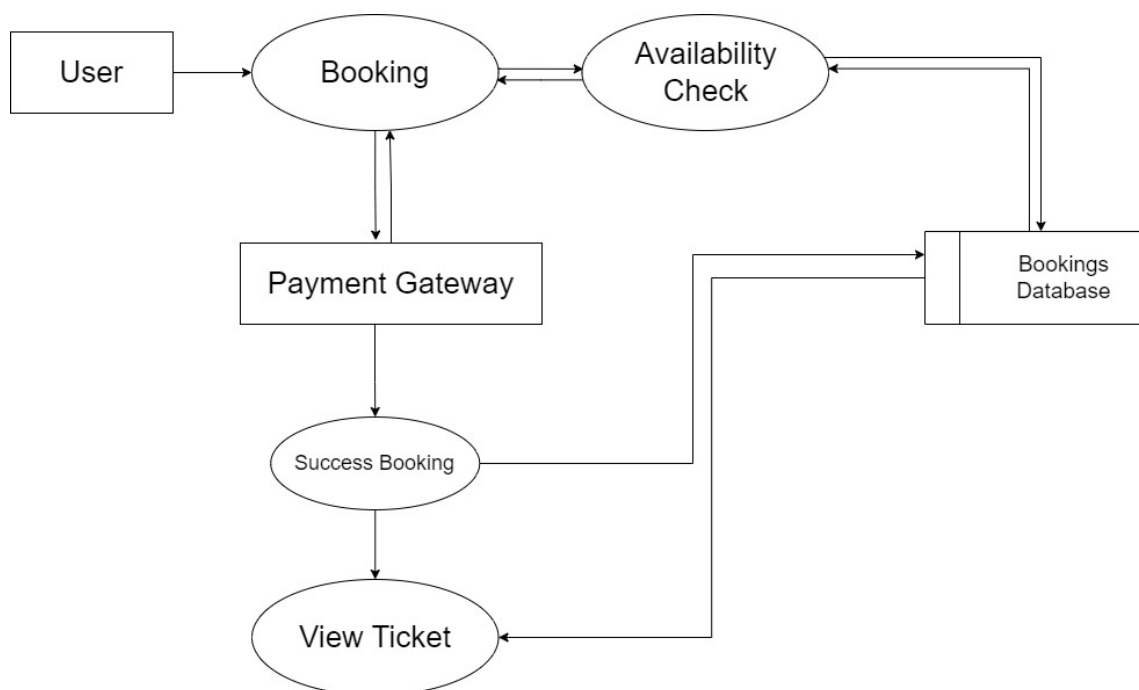 User
Booking
Availability
Check
Payment Gateway
Bookings
Database
Success Booking
View Ticket